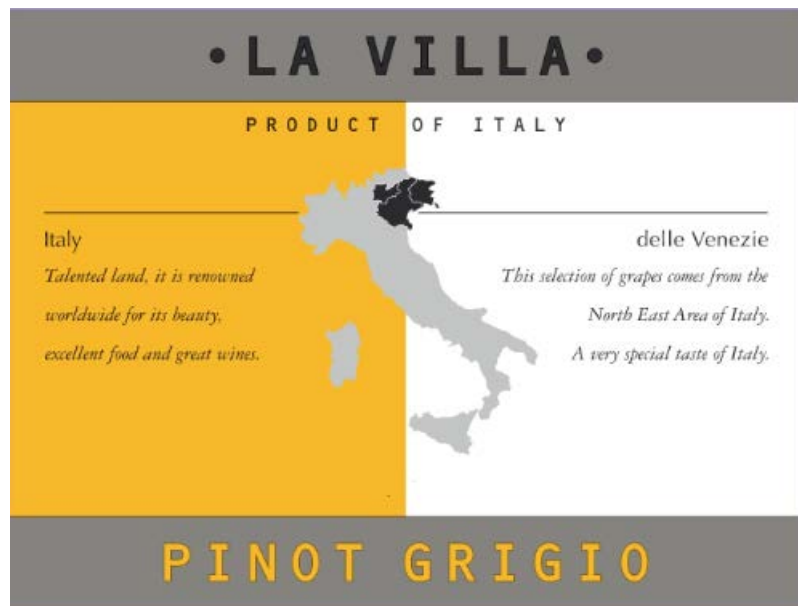 •LA VILLA•
PRODUCT OF ITALY
Italy
Talented land, it is renowned
worldwide for its beauty,
excellent food and great wines.
delle Venezie
This selection of grapes comes from the
North East Area of Italy.
A very special taste of Italy.
PINOT GRIGIO